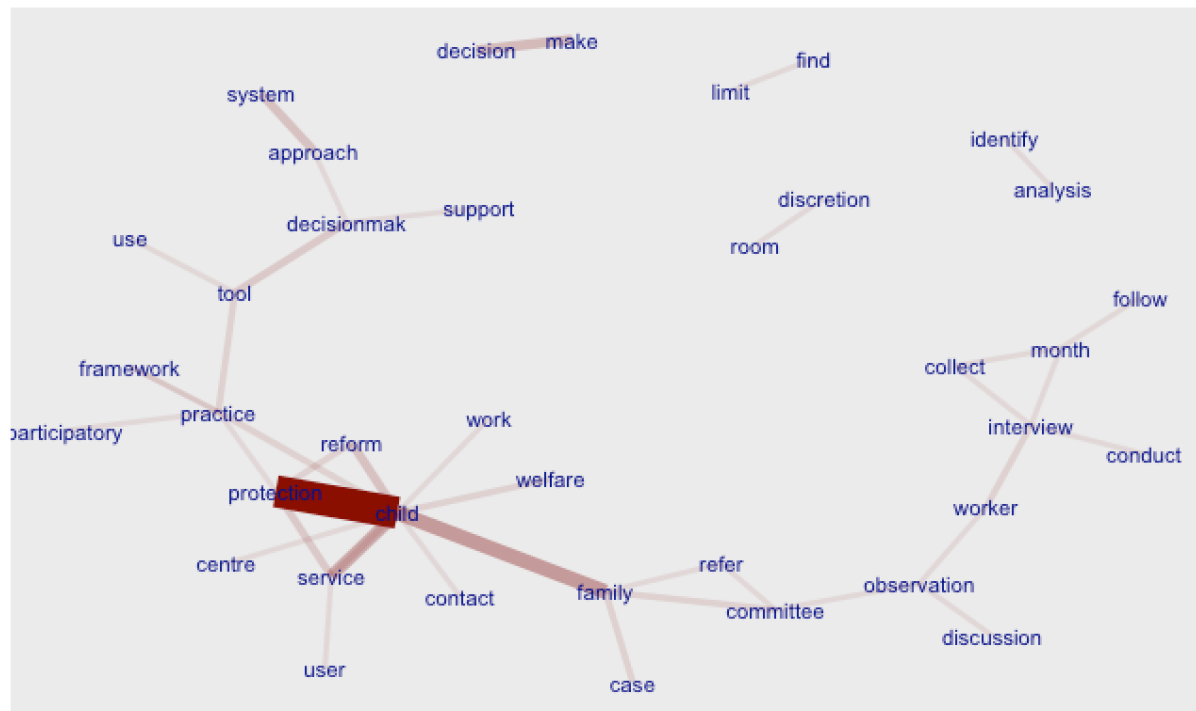 make
decision
find
limit
system
identify
approach
analysis
discretion
support
decisionmak
use
room
tool
follow
month
collect
framework
practice
work
interview
participatory
reform
conduct
welfare
protection
worker
child
centre
refer
service
observation
family
contact
committee
discussion
user
case